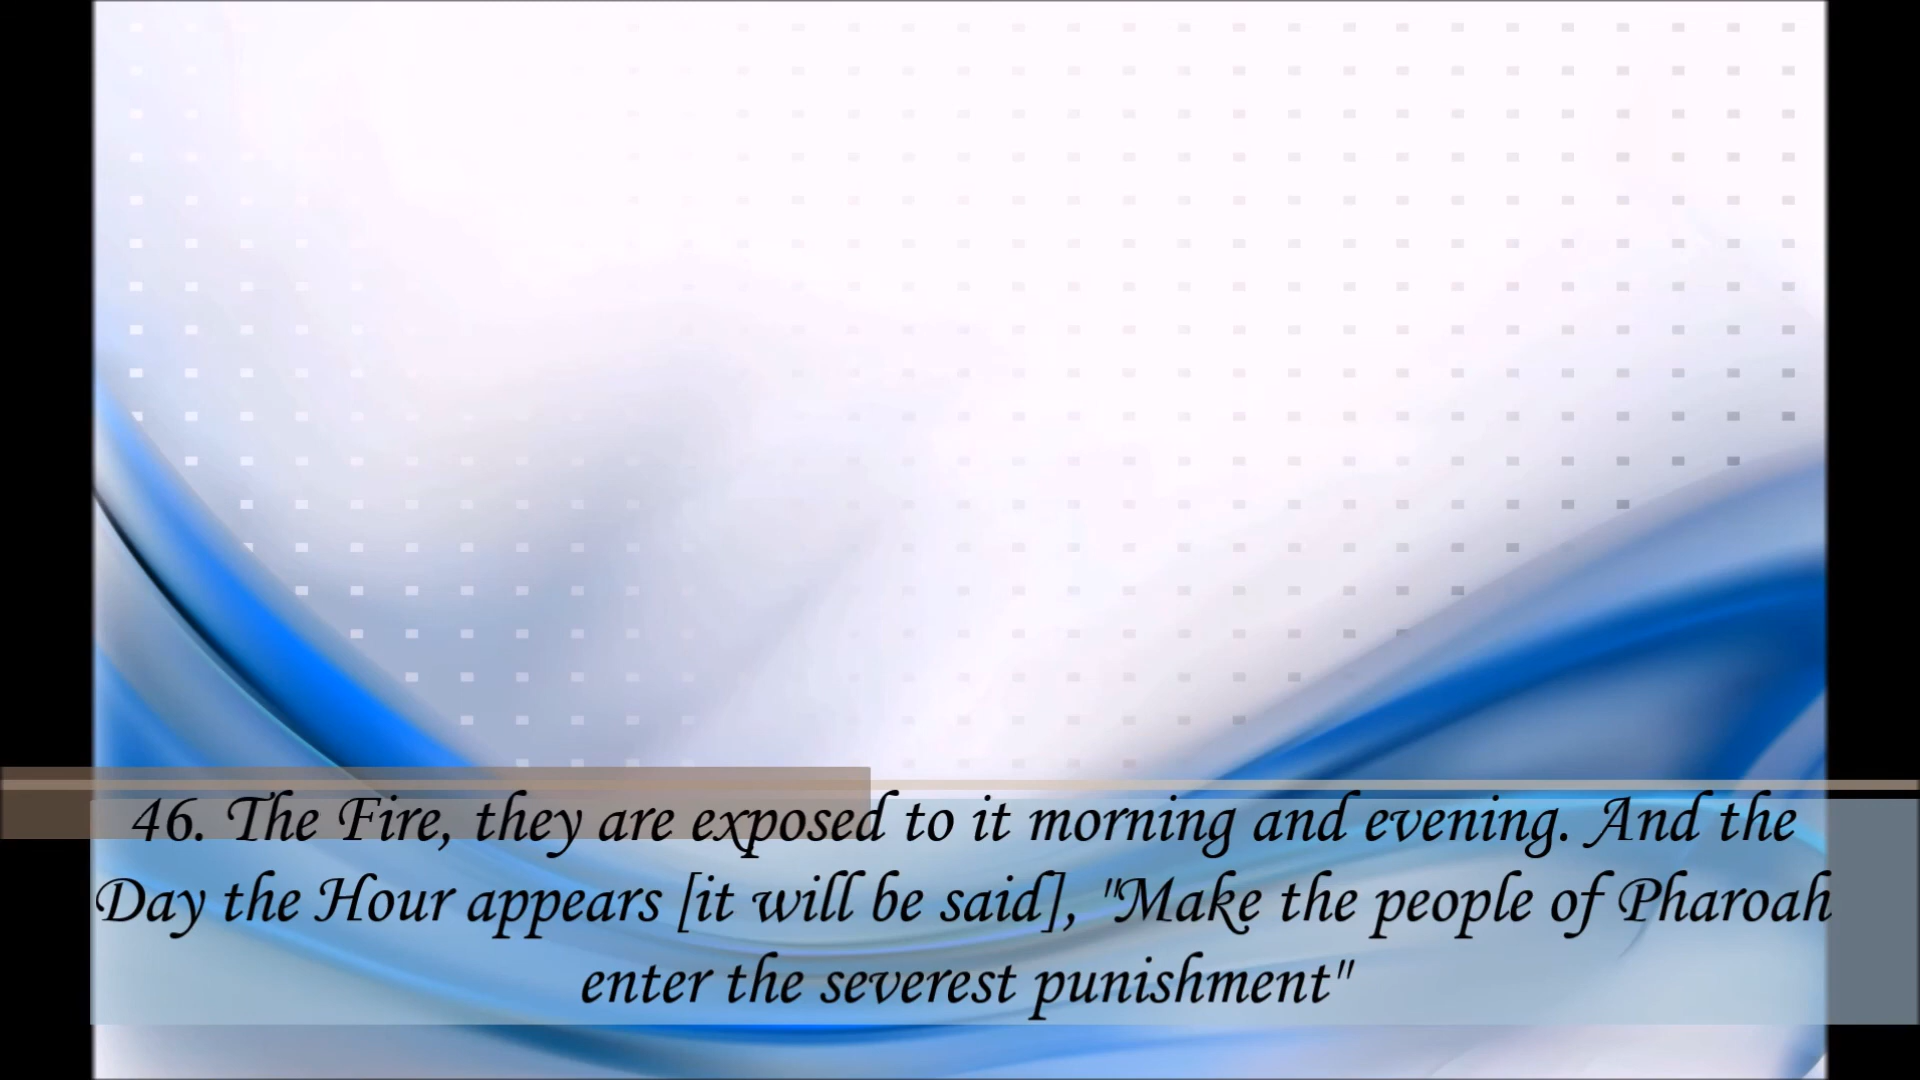 46. The Fire, they are exposed to it morning and evening. And the
Day the Hour appears [it will be said], "Make the people of Pharoah
enter the severest punishment"